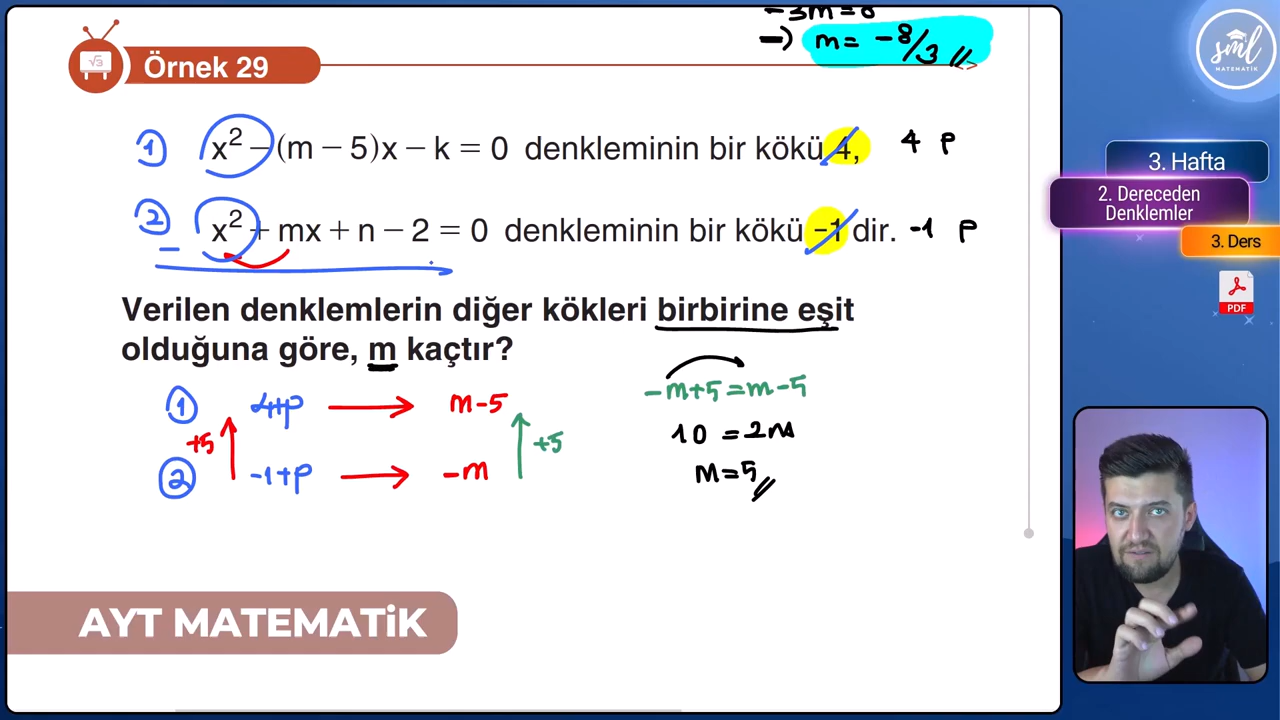 -3m=8
→) m = -8/3 //
√3
Örnek 29
sml
MATEMATİK
1) x² - (m - 5)x - k = 0 denkleminin bir kökü 4, 4 p
2 x² + mx + n - 2 = 0 denkleminin bir kökü -1 dir. -1 p
-
3. Hafta
2. Dereceden
Denklemler
3. Ders
PDF
Verilen denklemlerin diğer kökleri birbirine eşit
olduğuna göre, m kaçtır?
1 4+p → m-5
+5 +5
2 -1+p → -m
-m+5 = m-5
10 = 2m
m=5 //
AYT MATEMATİK